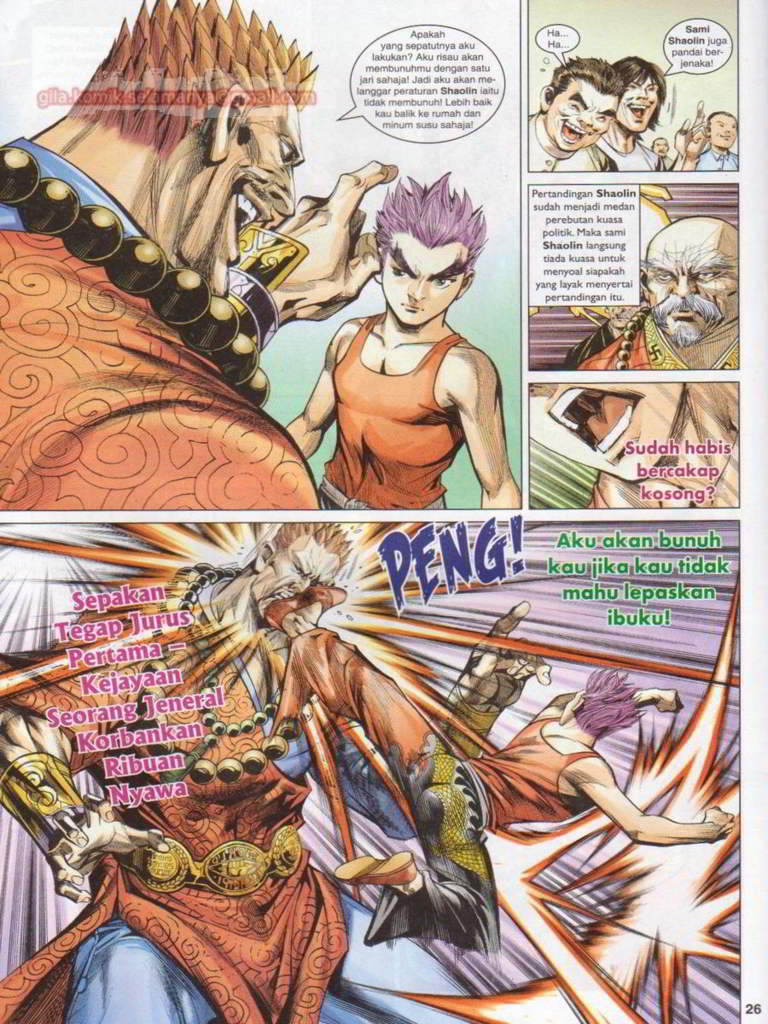 Apakah
yang sepatutnya aku
lakukan? Aku risau akan
membunuhmu dengan satu
jari sahaja! Jadi aku akan me-
langgar peraturan Shaolin iaitu
tidak membunuh! Lebih baik
kau balik ke rumah dan
minum susu sahaja!
Ha...
Ha...
Sami
Shaolin juga
pandai ber-
jenaka!
Pertandingan Shaolin
sudah menjadi medan
perebutan kuasa
politik. Maka sami
Shaolin langsung
tiada kuasa untuk
menyoal siapakah
yang layak menyertai
pertandingan itu.
Sudah habis
bercakap
kosong?
PENG!
Aku akan bunuh
kau jika kau tidak
mahu lepaskan
ibuku!
Sepakan
Tegap Jurus
Pertama –
Kejayaan
Seorang Jeneral
Korbankan
Ribuan
Nyawa
26